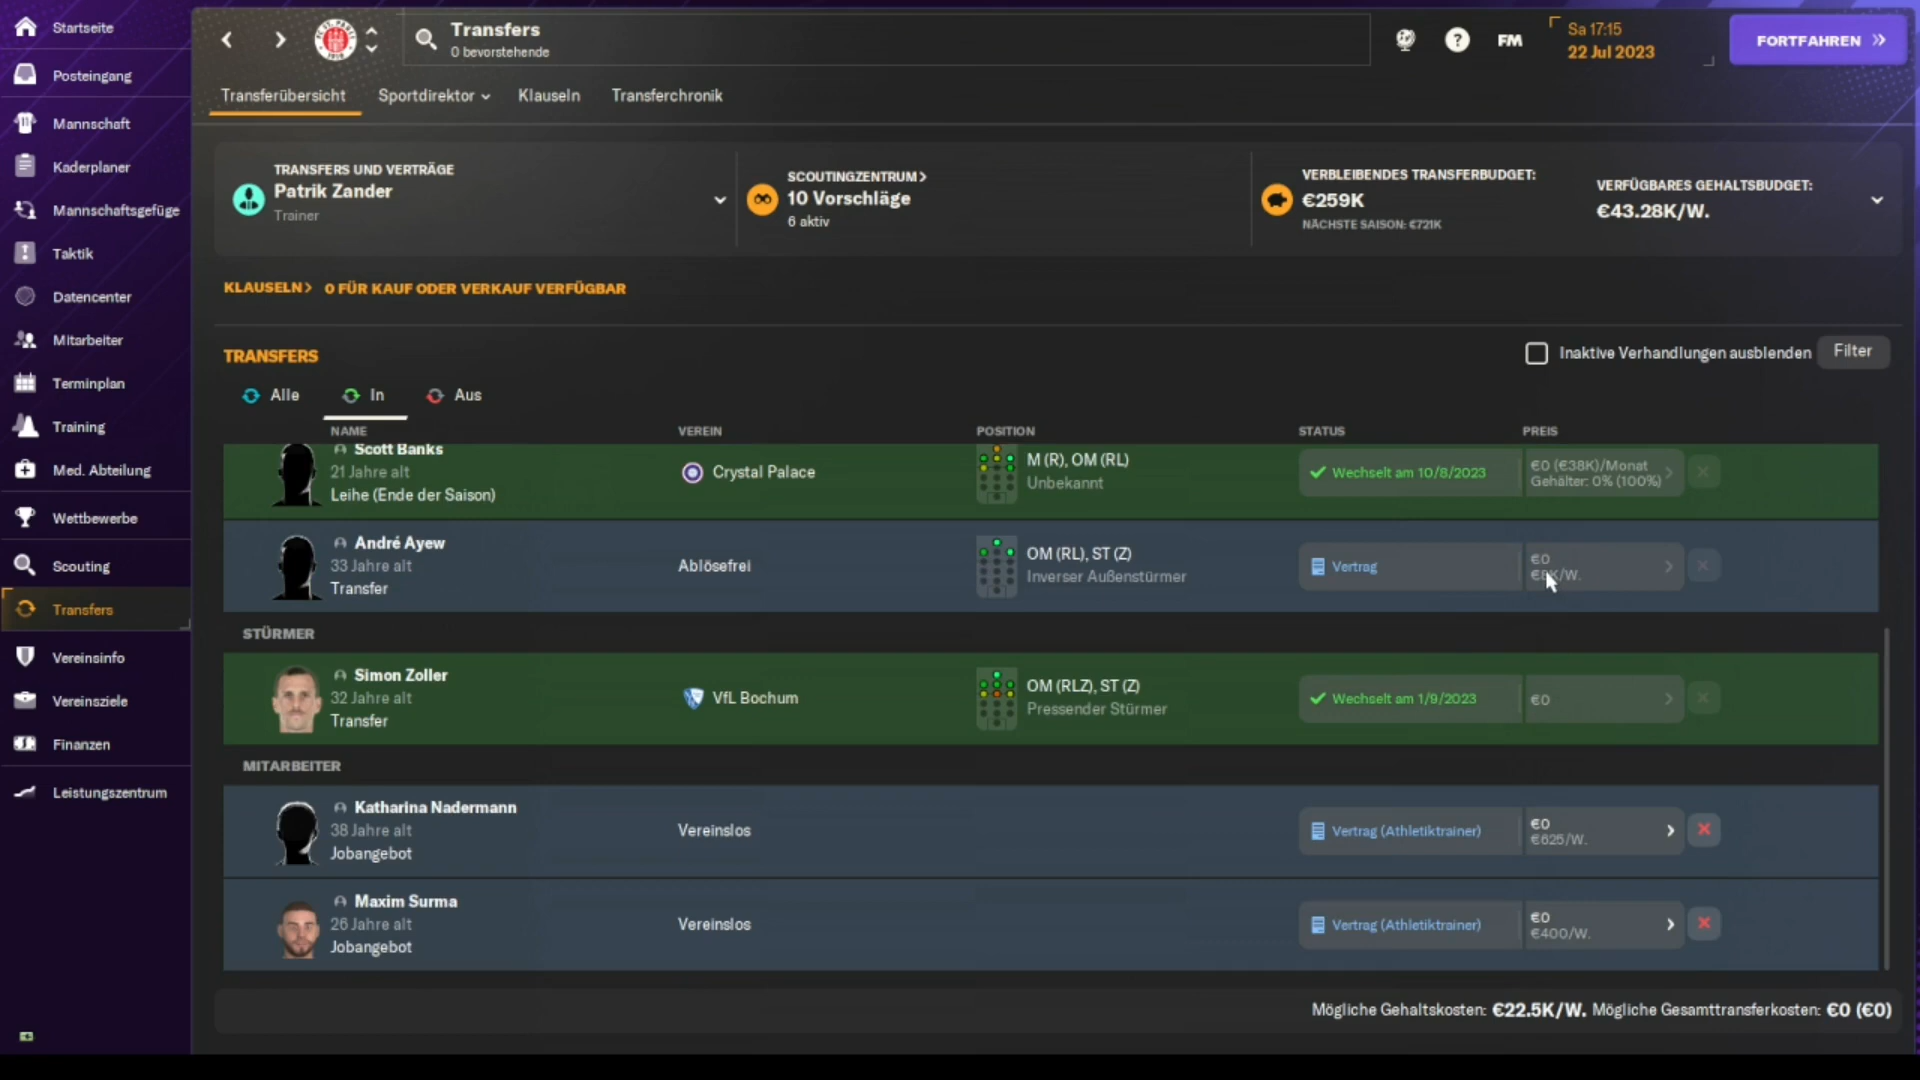 Startseite
Posteingang
Mannschaft
Kaderplaner
Mannschaftsgefüge
Taktik
Datencenter
Mitarbeiter
Terminplan
Training
Med. Abteilung
Wettbewerbe
Scouting
Transfers
Vereinsinfo
Vereinsziele
Finanzen
Leistungszentrum
Transfers
0 bevorstehende
?
FM
Sa 17:15
22 Jul 2023
FORTFAHREN
Transferübersicht
Sportdirektor
Klauseln
Transferchronik
TRANSFERS UND VERTRÄGE
Patrik Zander
Trainer
SCOUTINGZENTRUM>
10 Vorschläge
6 aktiv
VERBLEIBENDES TRANSFERBUDGET:
€259K
NÄCHSTE SAISON: €721K
VERFÜGBARES GEHALTSBUDGET:
€43.28K/W.
KLAUSELN> 0 FÜR KAUF ODER VERKAUF VERFÜGBAR
TRANSFERS
Inaktive Verhandlungen ausblenden
Filter
Alle
In
Aus
NAME
VEREIN
POSITION
STATUS
PREIS
Scott Banks
21 Jahre alt
Leihe (Ende der Saison)
Crystal Palace
M (R), OM (RL)
Unbekannt
Wechselt am 10/8/2023
€0 (€38K)/Monat
Gehälter: 0% (100%)
André Ayew
33 Jahre alt
Transfer
Ablösefrei
OM (RL), ST (Z)
Inverser Außenstürmer
Vertrag
€0
STÜRMER
Simon Zoller
32 Jahre alt
Transfer
VfL Bochum
OM (RLZ), ST (Z)
Pressender Stürmer
Wechselt am 1/9/2023
€0
MITARBEITER
Katharina Nadermann
38 Jahre alt
Jobangebot
Vereinslos
Vertrag (Athletiktrainer)
€0
€625/W.
Maxim Surma
26 Jahre alt
Jobangebot
Vereinslos
Vertrag (Athletiktrainer)
€0
€400/W.
Mögliche Gehaltskosten: €22.5K/W. Mögliche Gesamttransferkosten: €0 (€0)